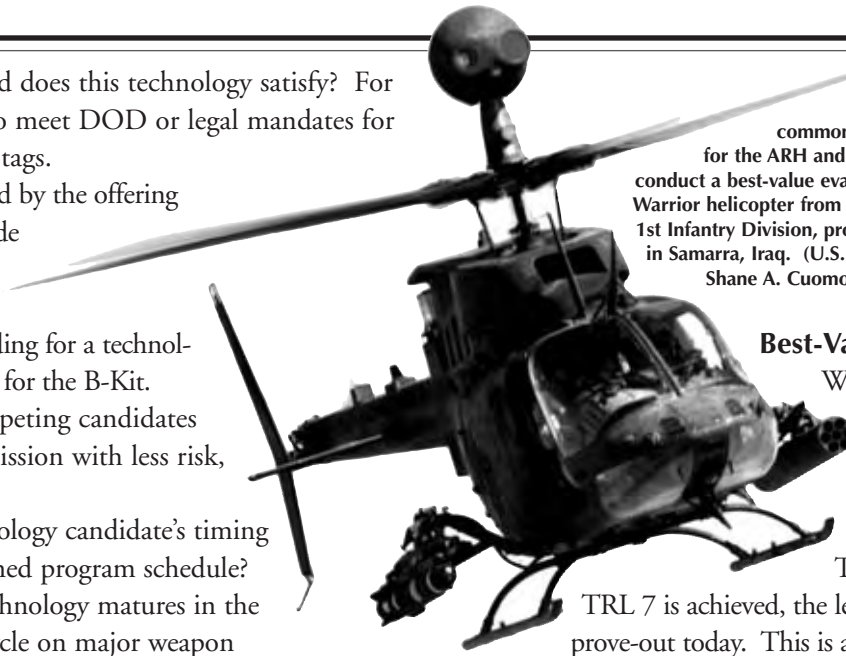 d does this technology satisfy? For
o meet DOD or legal mandates for
tags.
d by the offering
de
ling for a technol-
for the B-Kit.
peting candidates
ission with less risk,
ology candidate's timing
ned program schedule?
chnology matures in the
cle on major weapon
common
for the ARH and
conduct a best-value eva
Warrior helicopter from
1st Infantry Division, pre
in Samarra, Iraq. (U.S.
Shane A. Cuomo
Best-Va
W
T
TRL 7 is achieved, the le
prove-out today. This is a